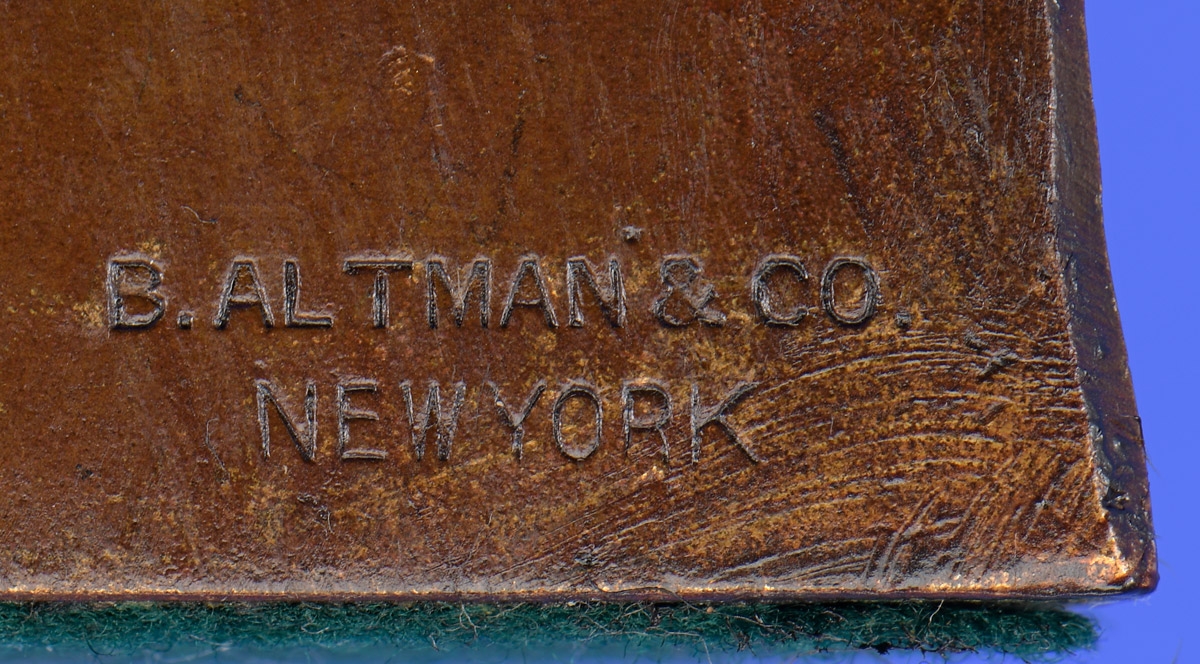 B. ALTMAN & CO.
NEW YORK